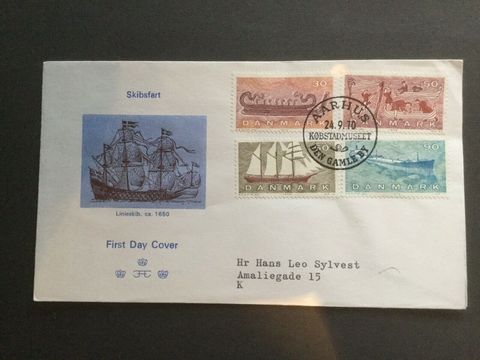 Skibsfart
Linieskib, ca. 1650
First Day Cover
30
DANMARK
50
DANMARK
DANMARK
90
DANMARK
AARHUS
24.9.70
KØBSTADMUSEET
DEN GAMLE BY
Hr Hans Leo Sylvest
Amaliegade 15
K